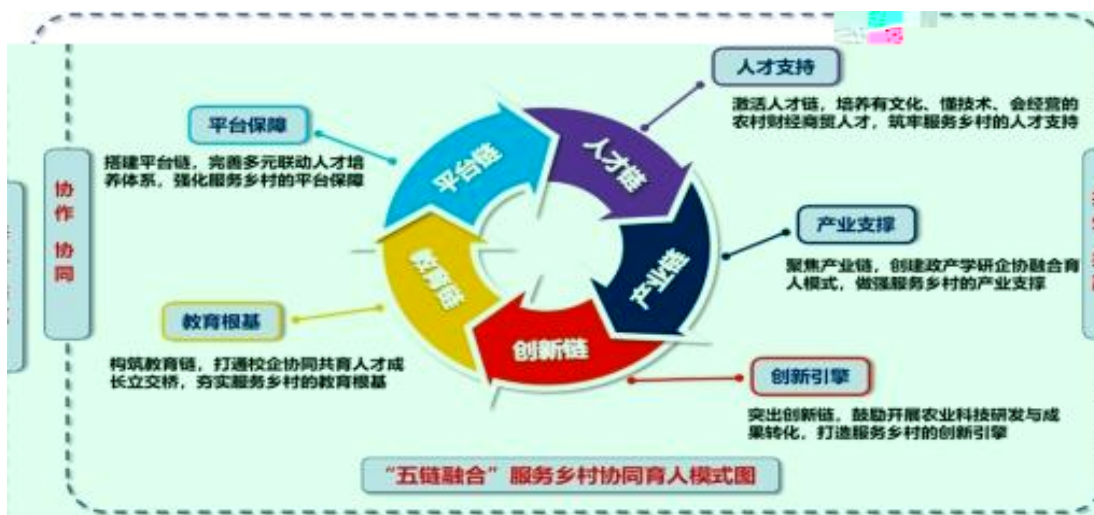 人才支持
激活人才链，培养有文化、懂技术、会经营的
农村财经商贸人才，筑牢服务乡村的人才支持
平台保障
搭建平台链，完善多元联动人才培
养体系，强化服务乡村的平台保障
协作 协同
平台链
人才链
产业链
创新链
教育链
产业支撑
聚焦产业链，创建政产学研企协融合育
人模式，做强服务乡村的产业支撑
教育根基
构筑教育链，打通校企协同共育人才成
长立交桥，夯实服务乡村的教育根基
创新引擎
突出创新链，鼓励开展农业科技研发与成
果转化，打造服务乡村的创新引擎
“五链融合”服务乡村协同育人模式图